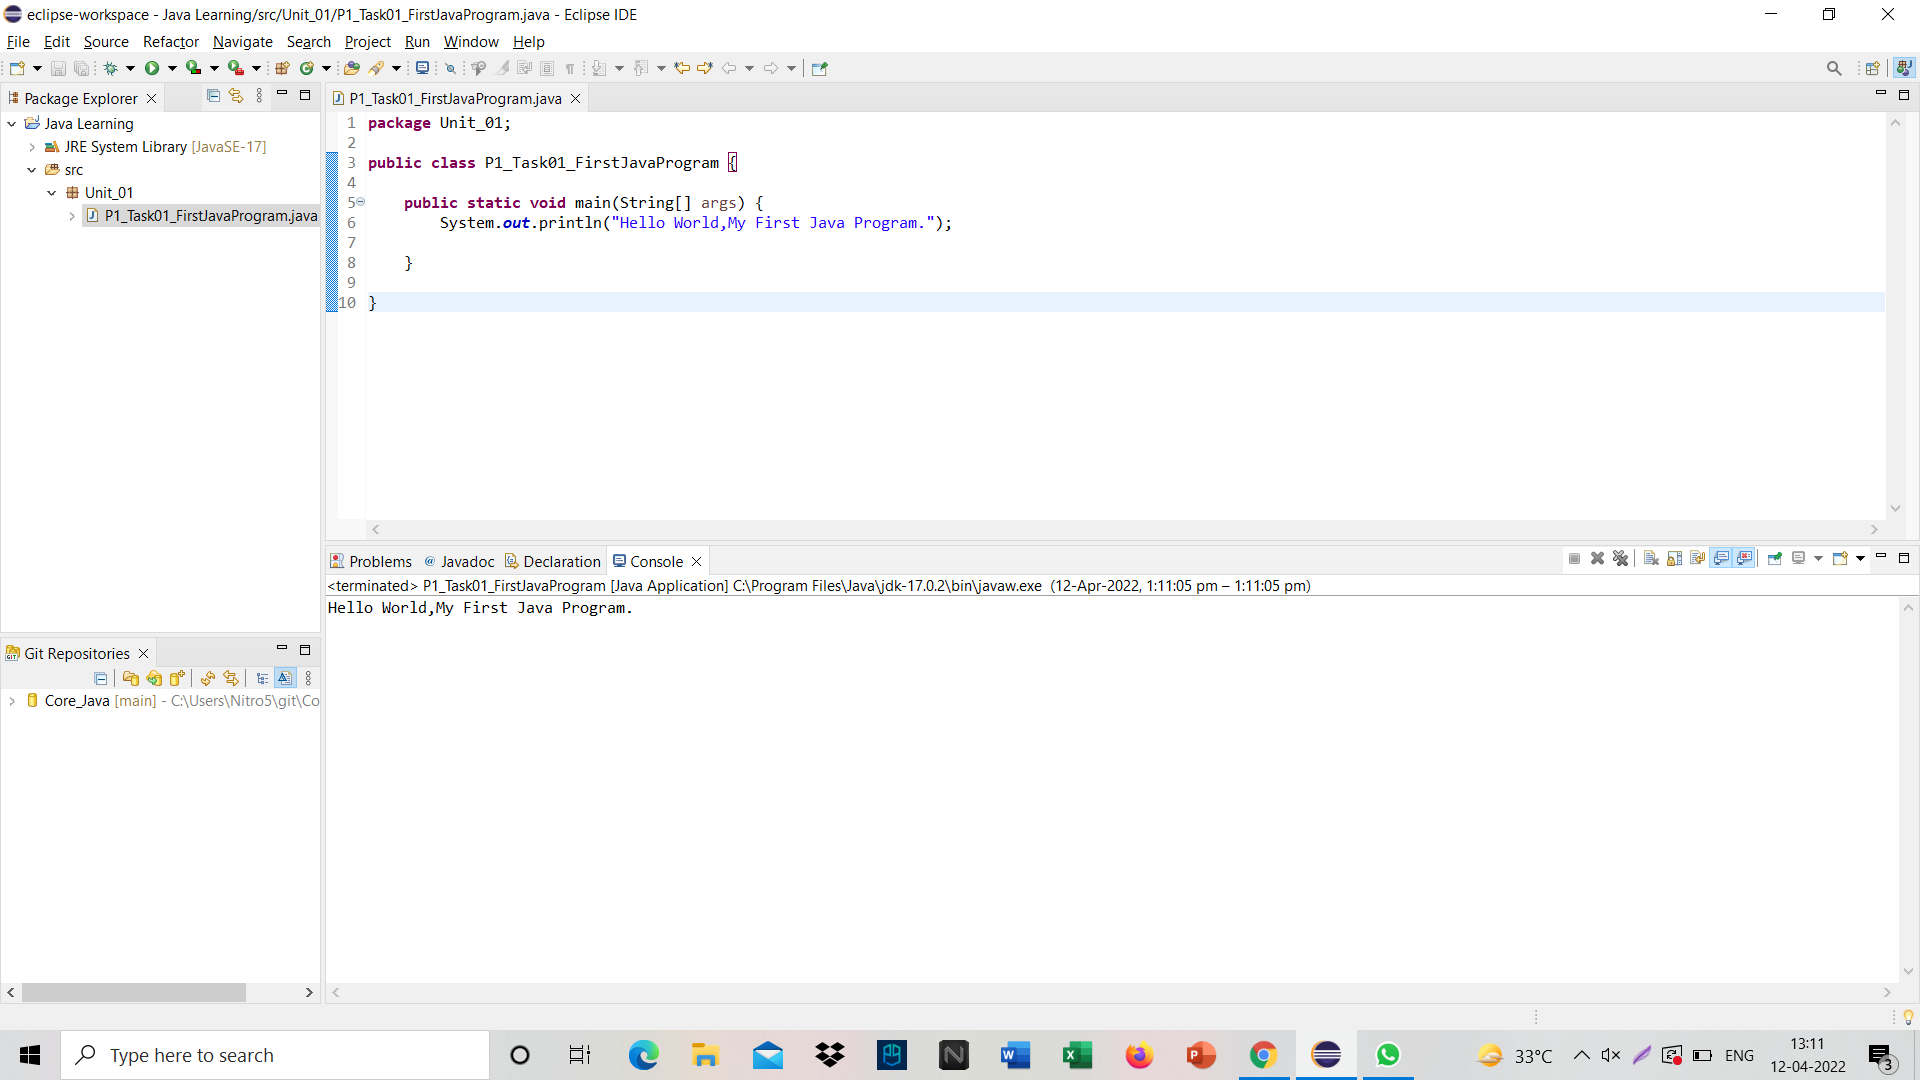 eclipse-workspace - Java Learning/src/Unit_01/P1_Task01_FirstJavaProgram.java - Eclipse IDE
File Edit Source Refactor Navigate Search Project Run Window Help
Package Explorer
Java Learning
JRE System Library [JavaSE-17]
src
Unit_01
P1_Task01_FirstJavaProgram.java
P1_Task01_FirstJavaProgram.java
1 package Unit_01;
2
3 public class P1_Task01_FirstJavaProgram {
4
5 public static void main(String[] args) {
6 System.out.println("Hello World,My First Java Program.");
7
8 }
9
10 }
Git Repositories
Core_Java [main] - C:\Users\Nitro5\git\Co
Problems @ Javadoc Declaration Console
<terminated> P1_Task01_FirstJavaProgram [Java Application] C:\Program Files\Java\jdk-17.0.2\bin\javaw.exe (12-Apr-2022, 1:11:05 pm – 1:11:05 pm)
Hello World,My First Java Program.
Type here to search
33°C
ENG
13:11
12-04-2022
3